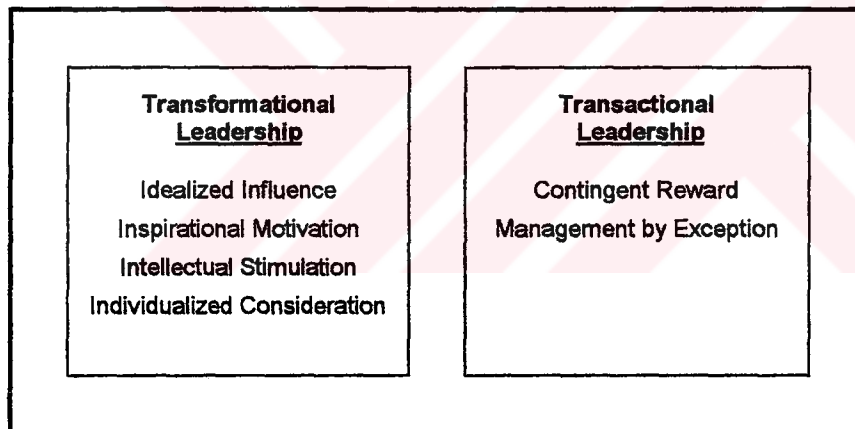 Transformational
Leadership
Idealized Influence
Inspirational Motivation
Intellectual Stimulation
Individualized Consideration
Transactional
Leadership
Contingent Reward
Management by Exception